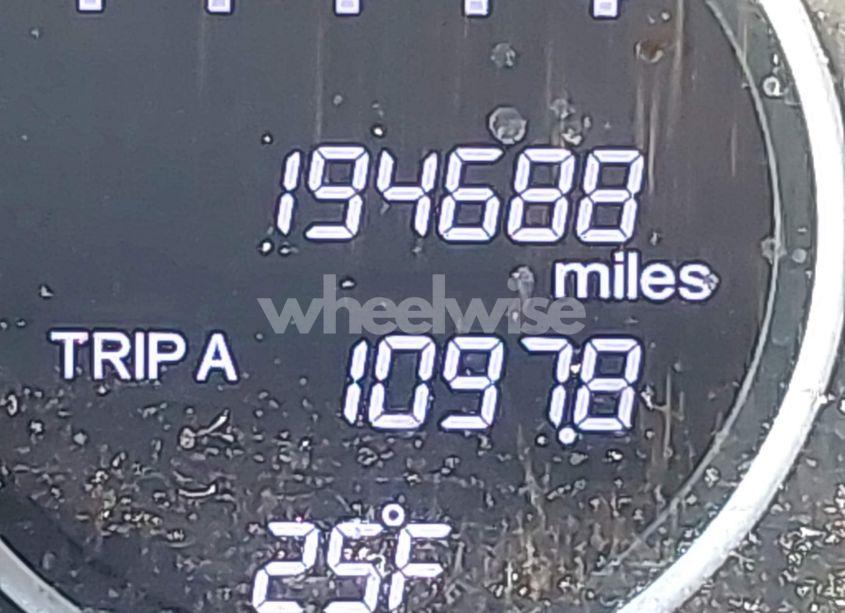 194688
miles
wheelwise
TRIP A 1097.8
25°F